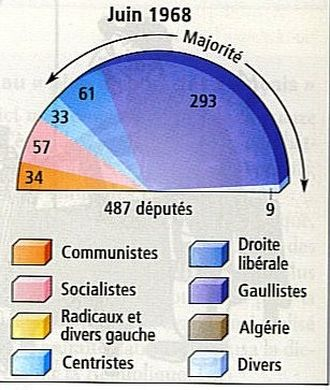 Juin 1968
Majorité
61
293
33
57
34
487 députés
9
Communistes
Socialistes
Radicaux et
divers gauche
Centristes
Droite
libérale
Gaullistes
Algérie
Divers